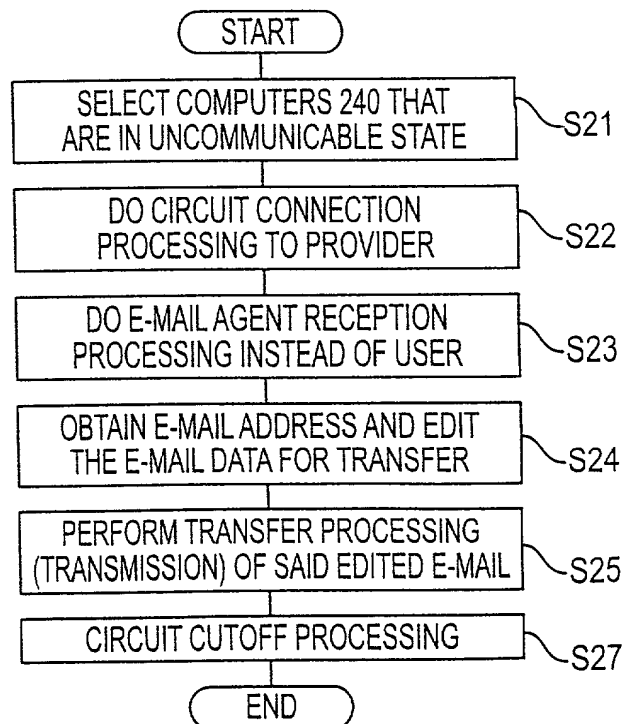 START
SELECT COMPUTERS 240 THAT
ARE IN UNCOMMUNICABLE STATE
S21
DO CIRCUIT CONNECTION
PROCESSING TO PROVIDER
S22
DO E-MAIL AGENT RECEPTION
PROCESSING INSTEAD OF USER
S23
OBTAIN E-MAIL ADDRESS AND EDIT
THE E-MAIL DATA FOR TRANSFER
S24
PERFORM TRANSFER PROCESSING
(TRANSMISSION) OF SAID EDITED E-MAIL
S25
CIRCUIT CUTOFF PROCESSING
S27
END